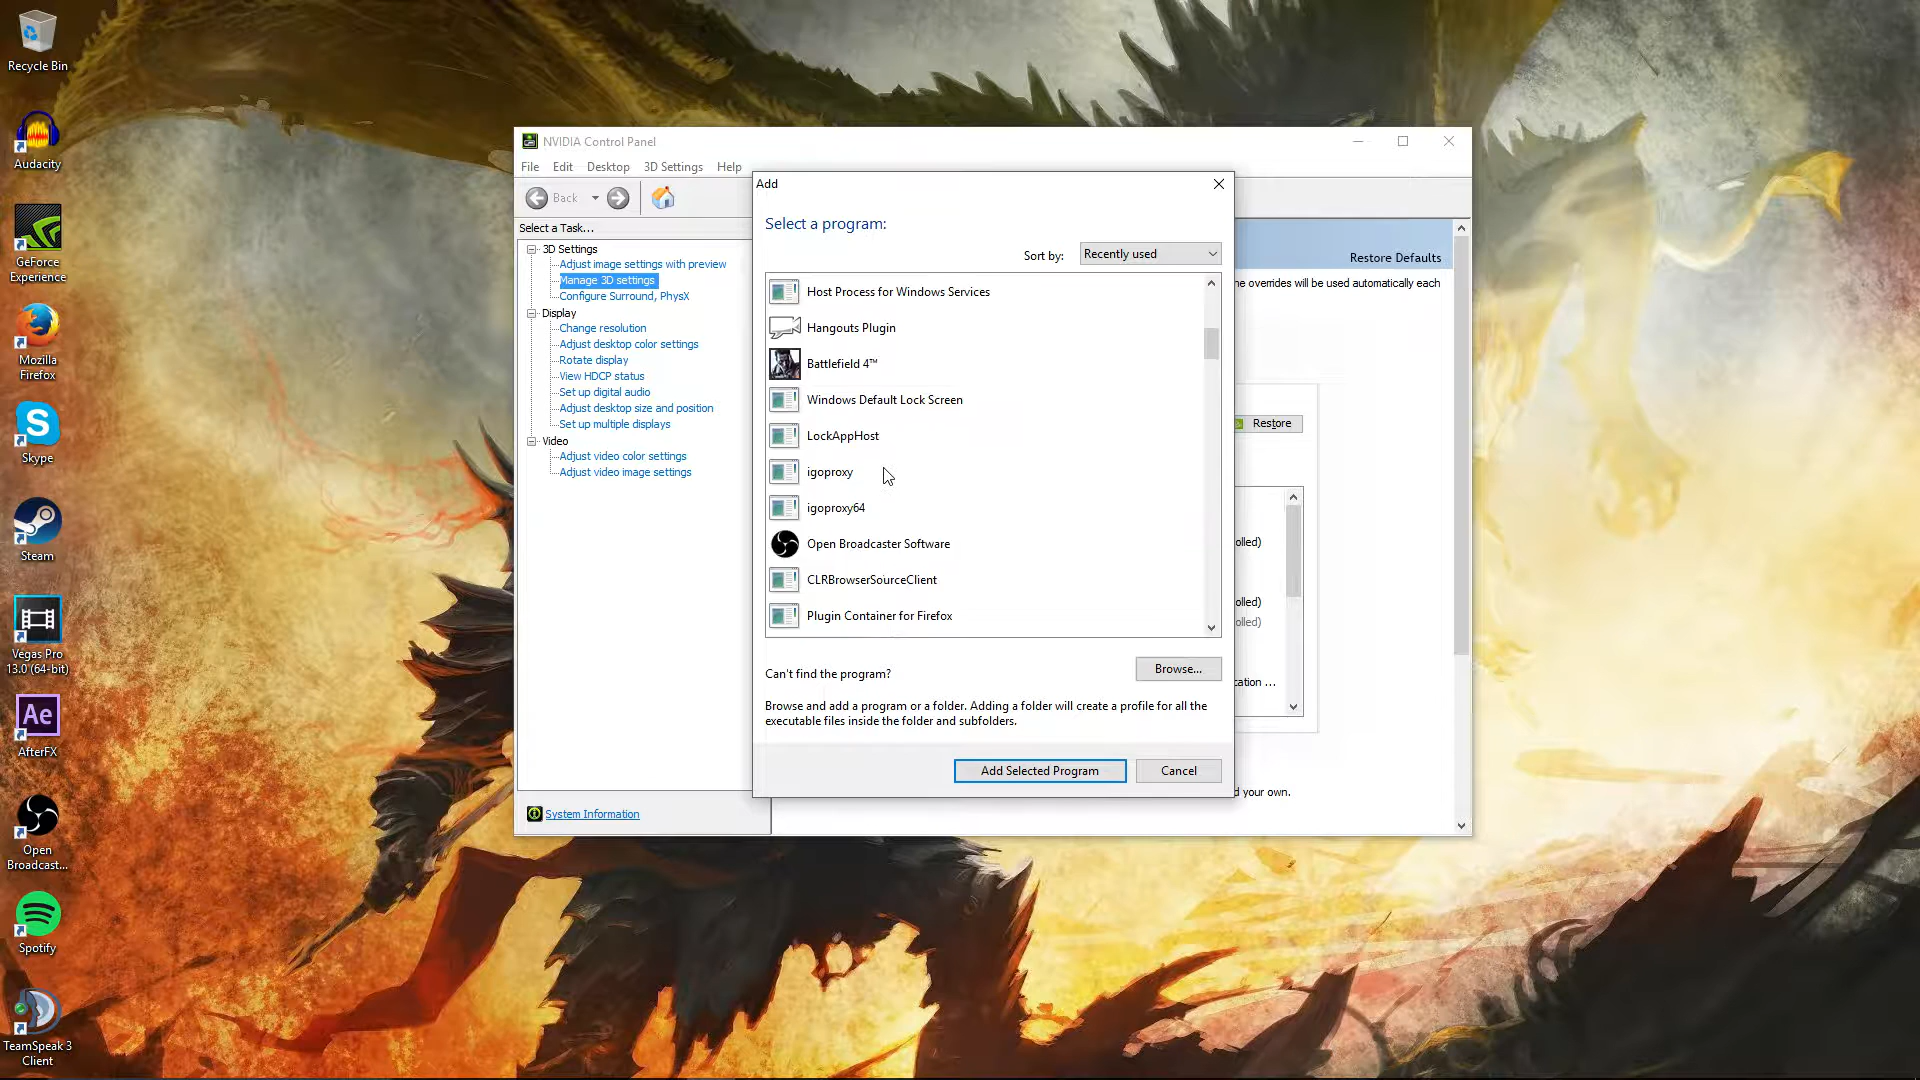 Recycle Bin
Audacity
GeForce
Experience
Mozilla
Firefox
Skype
Steam
Vegas Pro
13.0 (64-bit)
Ae
AfterFX
Open
Broadcast...
Spotify
TeamSpeak 3
Client
NVIDIA Control Panel
File Edit Desktop 3D Settings Help
Back
Select a Task...
3D Settings
Adjust image settings with preview
Manage 3D settings
Configure Surround, PhysX
Display
Change resolution
Adjust desktop color settings
Rotate display
View HDCP status
Set up digital audio
Adjust desktop size and position
Set up multiple displays
Video
Adjust video color settings
Adjust video image settings
System Information
Add
Select a program:
Sort by: Recently used
Host Process for Windows Services
Hangouts Plugin
Battlefield 4™
Windows Default Lock Screen
LockAppHost
igoproxy
igoproxy64
Open Broadcaster Software
CLRBrowserSourceClient
Plugin Container for Firefox
Can't find the program?
Browse...
Browse and add a program or a folder. Adding a folder will create a profile for all the
executable files inside the folder and subfolders.
Add Selected Program
Cancel
Restore Defaults
overrides will be used automatically each
Restore
olled)
olled)
olled)
cation ...
your own.